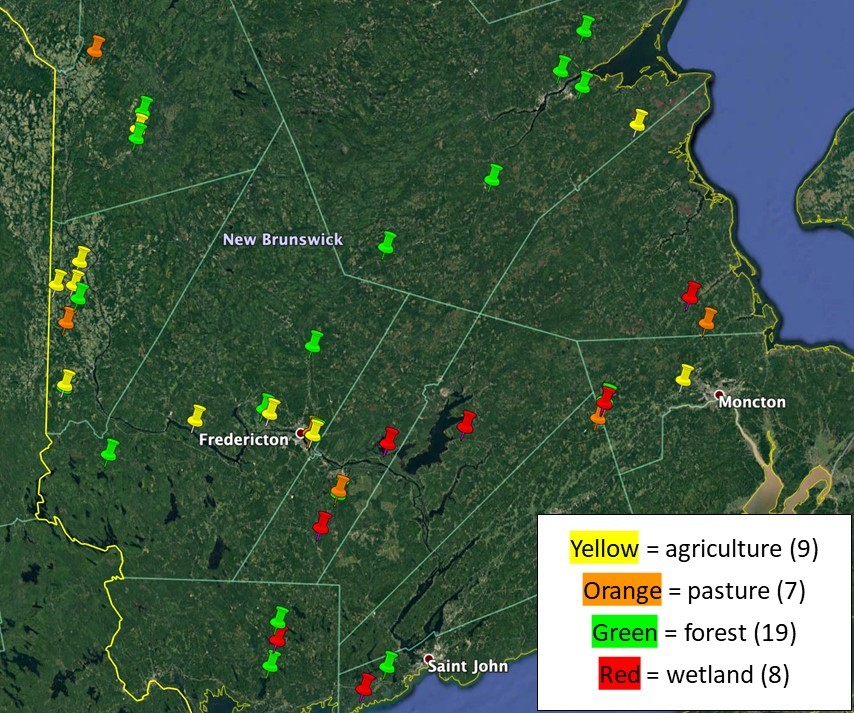 New Brunswick
Fredericton
Moncton
Saint John
Yellow = agriculture (9)
Orange = pasture (7)
Green = forest (19)
Red = wetland (8)